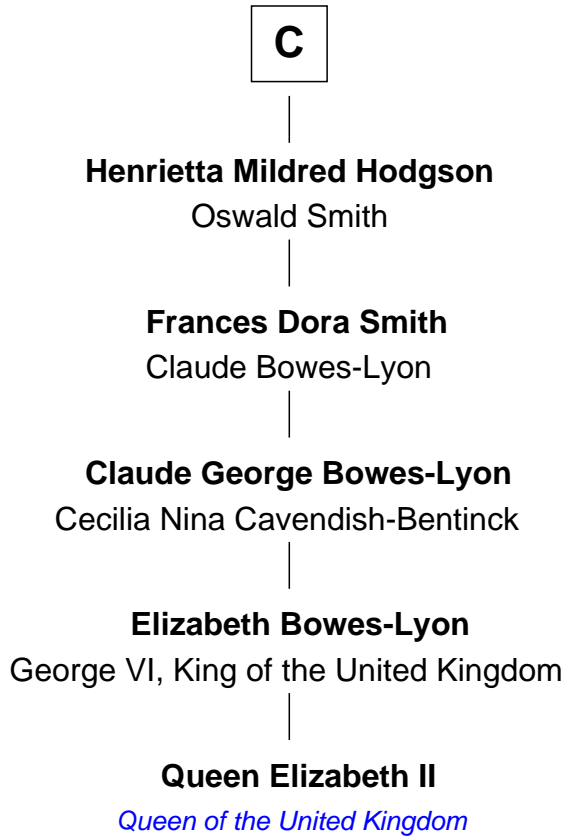 C
Henrietta Mildred Hodgson
Oswald Smith
Frances Dora Smith
Claude Bowes-Lyon
Claude George Bowes-Lyon
Cecilia Nina Cavendish-Bentinck
Elizabeth Bowes-Lyon
George VI, King of the United Kingdom
Queen Elizabeth II
Queen of the United Kingdom